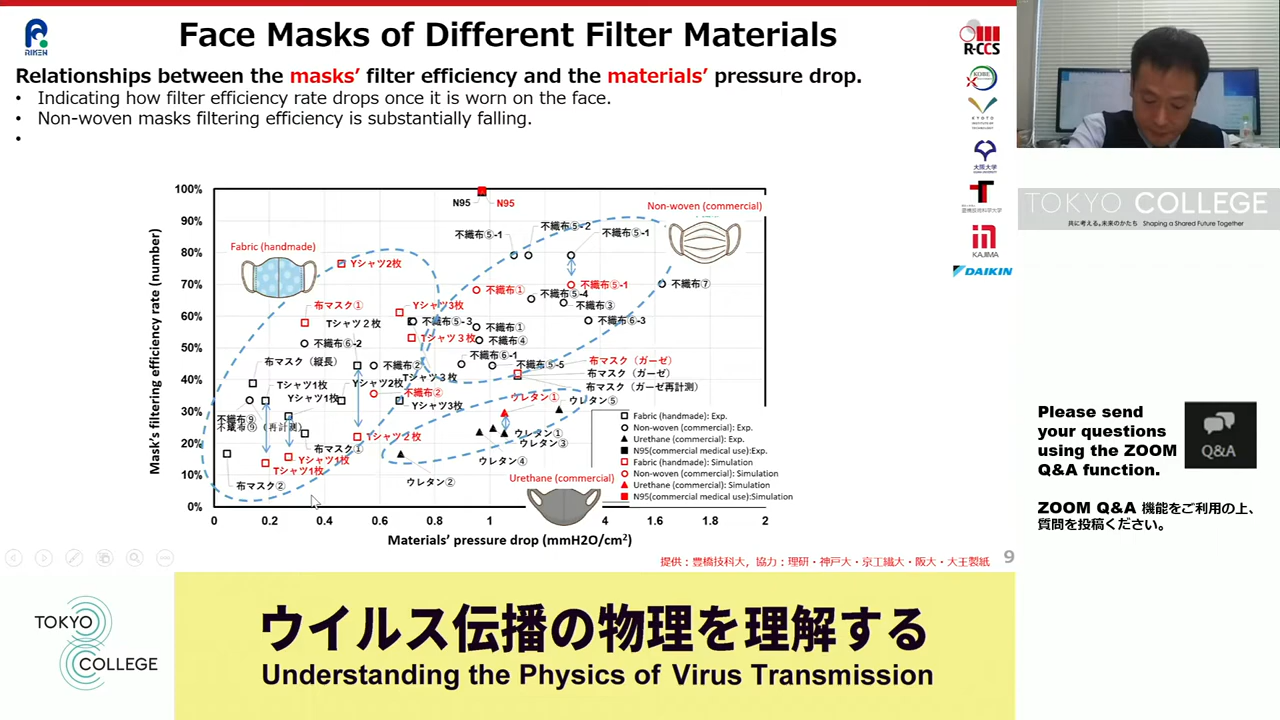 Face Masks of Different Filter Materials
RIKEN
R-CCS
Relationships between the masks' filter efficiency and the materials' pressure drop.
• Indicating how filter efficiency rate drops once it is worn on the face.
• Non-woven masks filtering efficiency is substantially falling.
•
KOBE
KYOTO
大阪大学
豊橋技術科学大学
KAJIMA
DAIKIN
Mask's filtering efficiency rate (number)
100%
90%
80%
70%
60%
50%
40%
30%
20%
10%
0%
N95
N95
Non-woven (commercial)
Fabric (handmade)
不織布⑤-1
不織布⑤-2
不織布⑤-1
Yシャツ2枚
不織布①
不織布⑤-1
不織布⑦
不織布⑤-4
不織布③
布マスク①
Yシャツ3枚
Tシャツ２枚
不織布⑤-3
不織布①
不織布⑥-3
Tシャツ３枚
不織布④
不織布⑥-2
布マスク（縦長）
不織布②
不織布⑥-1
不織布⑤-5
布マスク（ガーゼ）
布マスク（ガーゼ）
布マスク（ガーゼ再計測）
Tシャツ1枚
Yシャツ2枚
Tシャツ３枚
Yシャツ1枚
不織布②
Yシャツ3枚
ウレタン①
ウレタン⑤
不織布⑨
不織布⑨（再計測）
布マスク①
Tシャツ２枚
ウレタン①
ウレタン③
Yシャツ1枚
Tシャツ1枚
ウレタン④
布マスク②
ウレタン②
Urethane (commercial)
Fabric (handmade): Exp.
Non-woven (commercial): Exp.
Urethane (commercial): Exp.
N95(commercial medical use):Exp.
Fabric (handmade): Simulation
Non-woven (commercial): Simulation
Urethane (commercial): Simulation
N95(commercial medical use):Simulation
0 0.2 0.4 0.6 0.8 1 4 1.6 1.8 2
Materials' pressure drop (mmH2O/cm²)
提供：豊橋技科大，協力：理研・神戸大・京工繊大・阪大・大王製紙
9
TOKYO COLLEGE
共に考える。未来のかたち Shaping a Shared Future Together
Please send
your questions
using the ZOOM
Q&A function.
Q&A
ZOOM Q&A 機能をご利用の上、
質問を投稿ください。
TOKYO
COLLEGE
ウイルス伝播の物理を理解する
Understanding the Physics of Virus Transmission